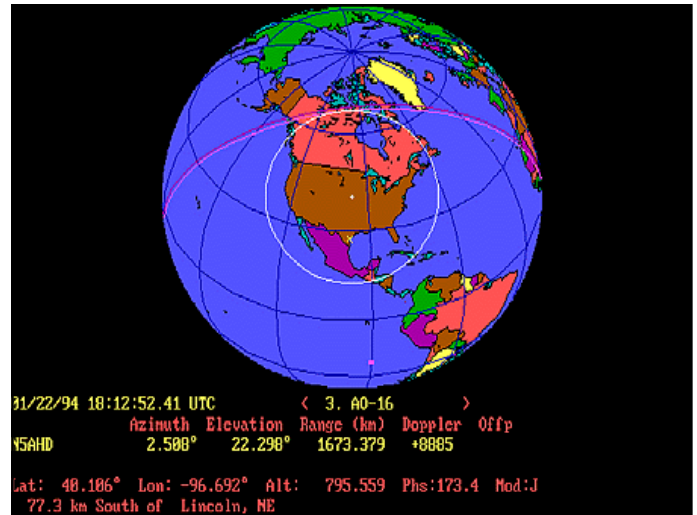 01/22/94 18:12:52.41 UTC < 3. AO-16 >
Azimuth Elevation Range (km) Doppler Offp
N5AHD 2.508° 22.298° 1673.379 +8885
Lat: 40.106° Lon: -96.692° Alt: 795.559 Phs:173.4 Mod:J
77.3 km South of Lincoln, NE